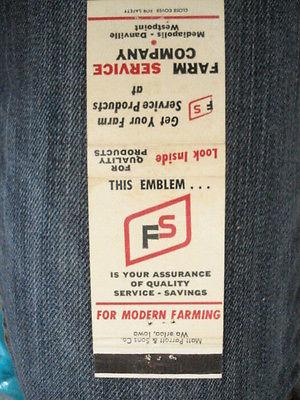 THIS EMBLEM . . .
FS
IS YOUR ASSURANCE
OF QUALITY
SERVICE - SAVINGS
FOR MODERN FARMING
Matt Parrott & Sons Co.
Waterloo, Iowa
Look Inside
FOR
QUALITY
PRODUCTS
Get Your Farm
Service Products
at
FS
FARM SERVICE
COMPANY
Mediapolis - Danville
Westpoint
CLOSE COVER FOR SAFETY